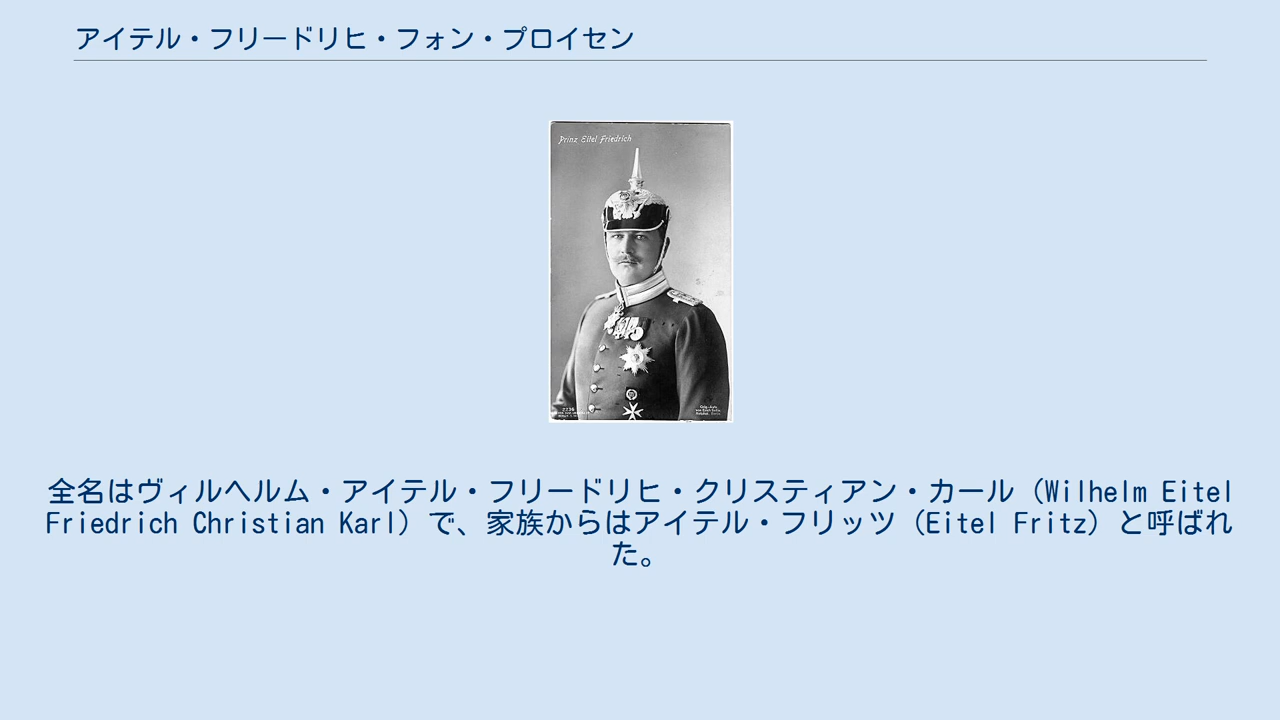 アイテル・フリードリヒ・フォン・プロイセン
Prinz Eitel Friedrich
2236
全名はヴィルヘルム・アイテル・フリードリヒ・クリスティアン・カール（Wilhelm Eitel
Friedrich Christian Karl）で、家族からはアイテル・フリッツ（Eitel Fritz）と呼ばれ
た。